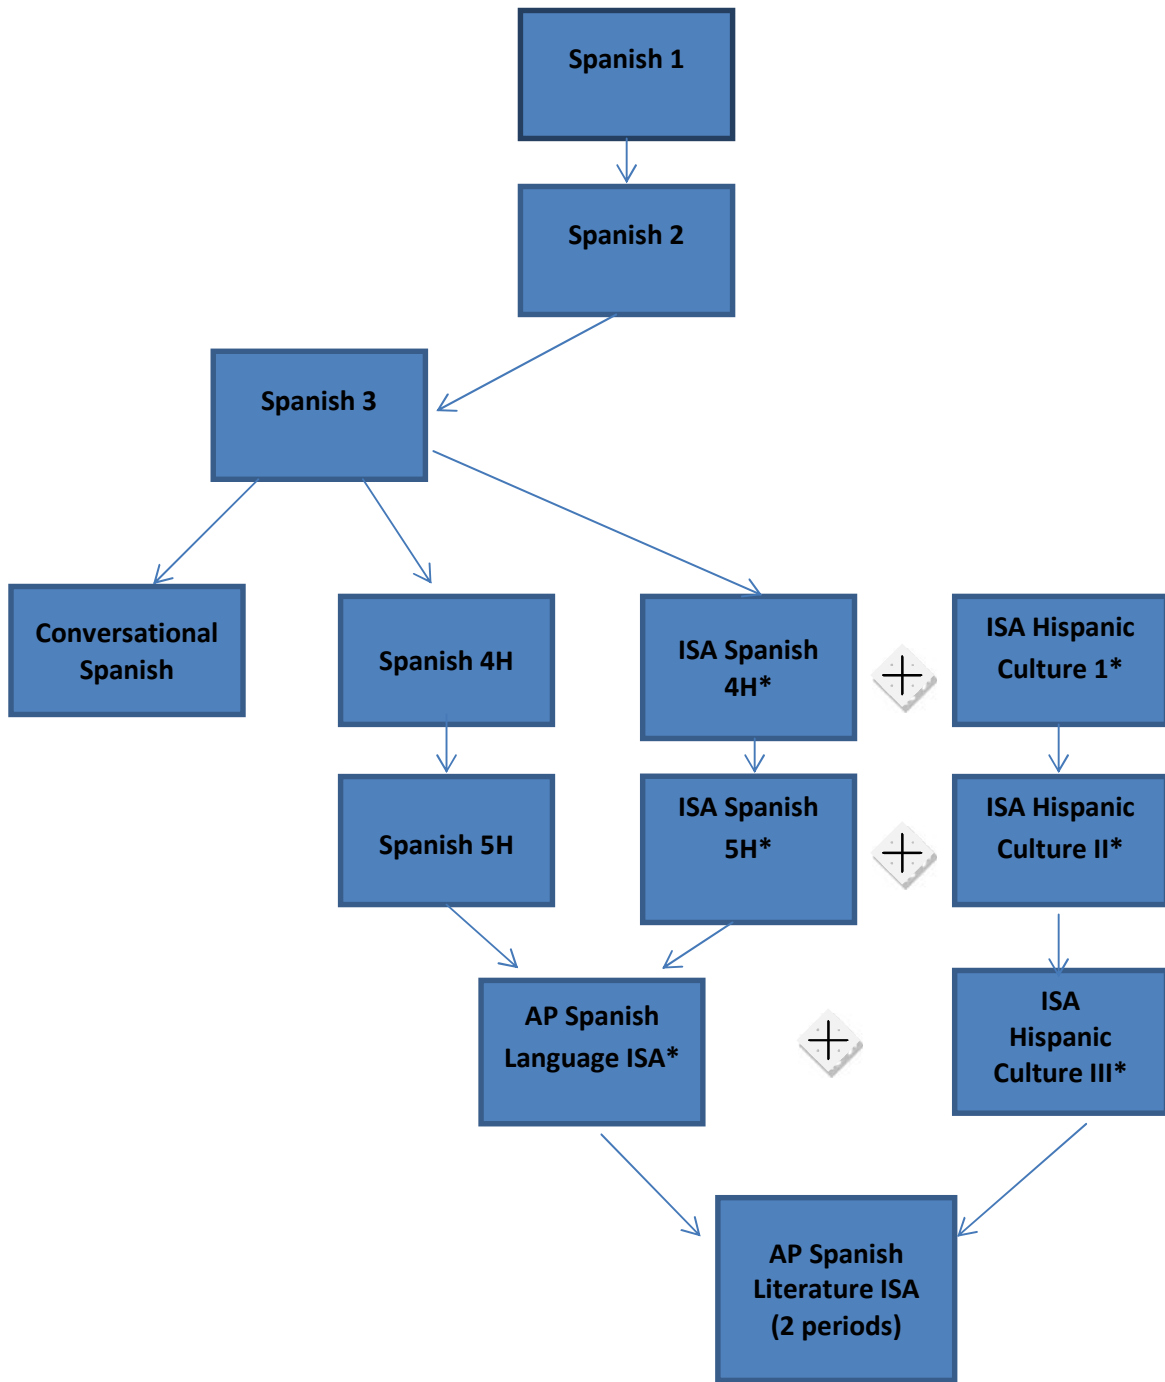 Spanish 1
Spanish 2
Spanish 3
Conversational
Spanish
Spanish 4H
ISA Spanish
4H*
ISA Hispanic
Culture 1*
Spanish 5H
ISA Spanish
5H*
ISA Hispanic
Culture II*
AP Spanish
Language ISA*
ISA
Hispanic
Culture III*
AP Spanish
Literature ISA
(2 periods)